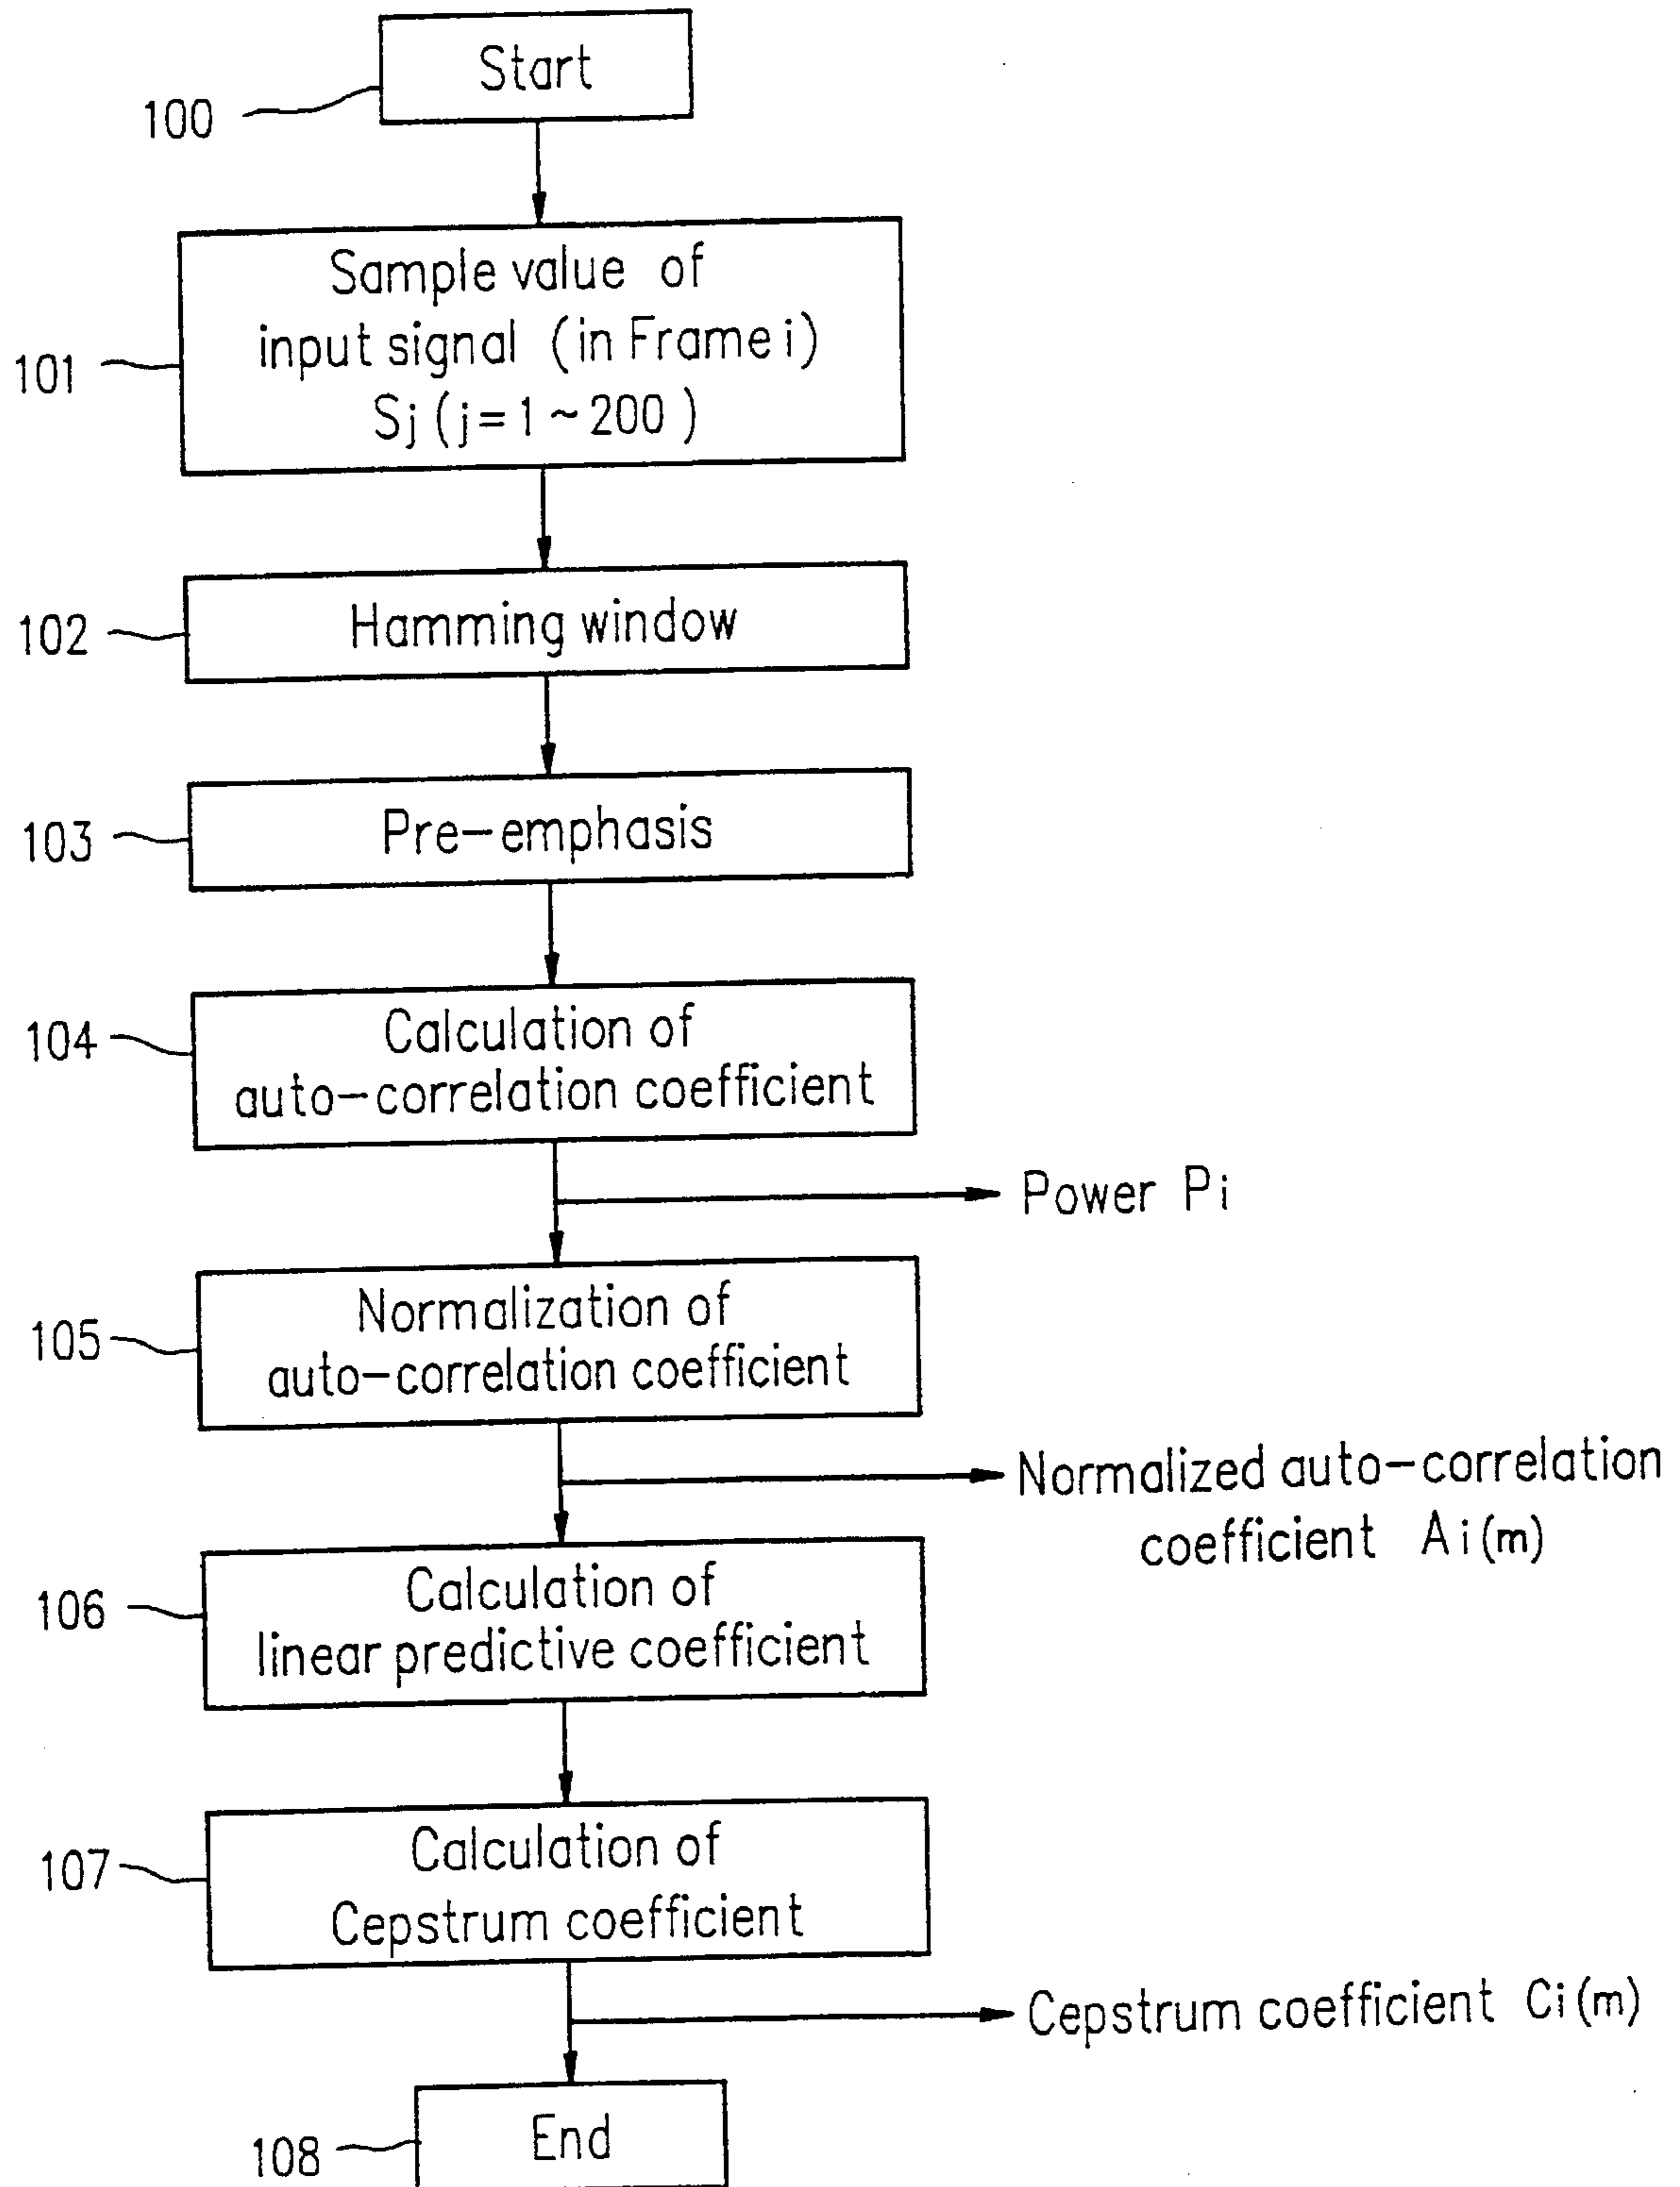 Start
100
Sample value of
input signal (in Frame i)
Sj (j=1~200)
101
Hamming window
102
Pre-emphasis
103
Calculation of
auto-correlation coefficient
104
Power Pi
Normalization of
auto-correlation coefficient
105
Normalized auto-correlation
coefficient Ai(m)
Calculation of
linear predictive coefficient
106
Calculation of
Cepstrum coefficient
107
Cepstrum coefficient Ci(m)
End
108